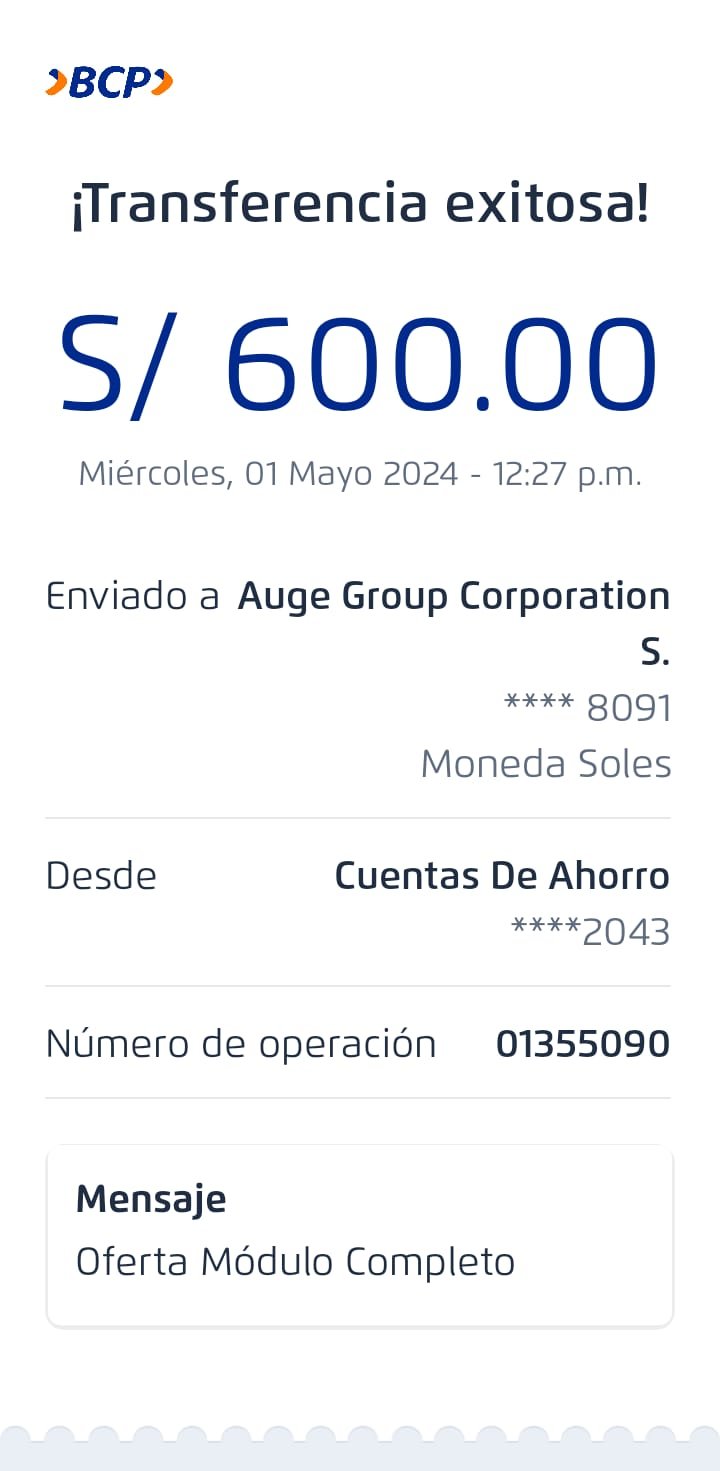 BCP
¡Transferencia exitosa!
S/ 600.00
Miércoles, 01 Mayo 2024 - 12:27 p.m.
Enviado a Auge Group Corporation
S.
**** 8091
Moneda Soles
Desde Cuentas De Ahorro
****2043
Número de operación 01355090
Mensaje
Oferta Módulo Completo